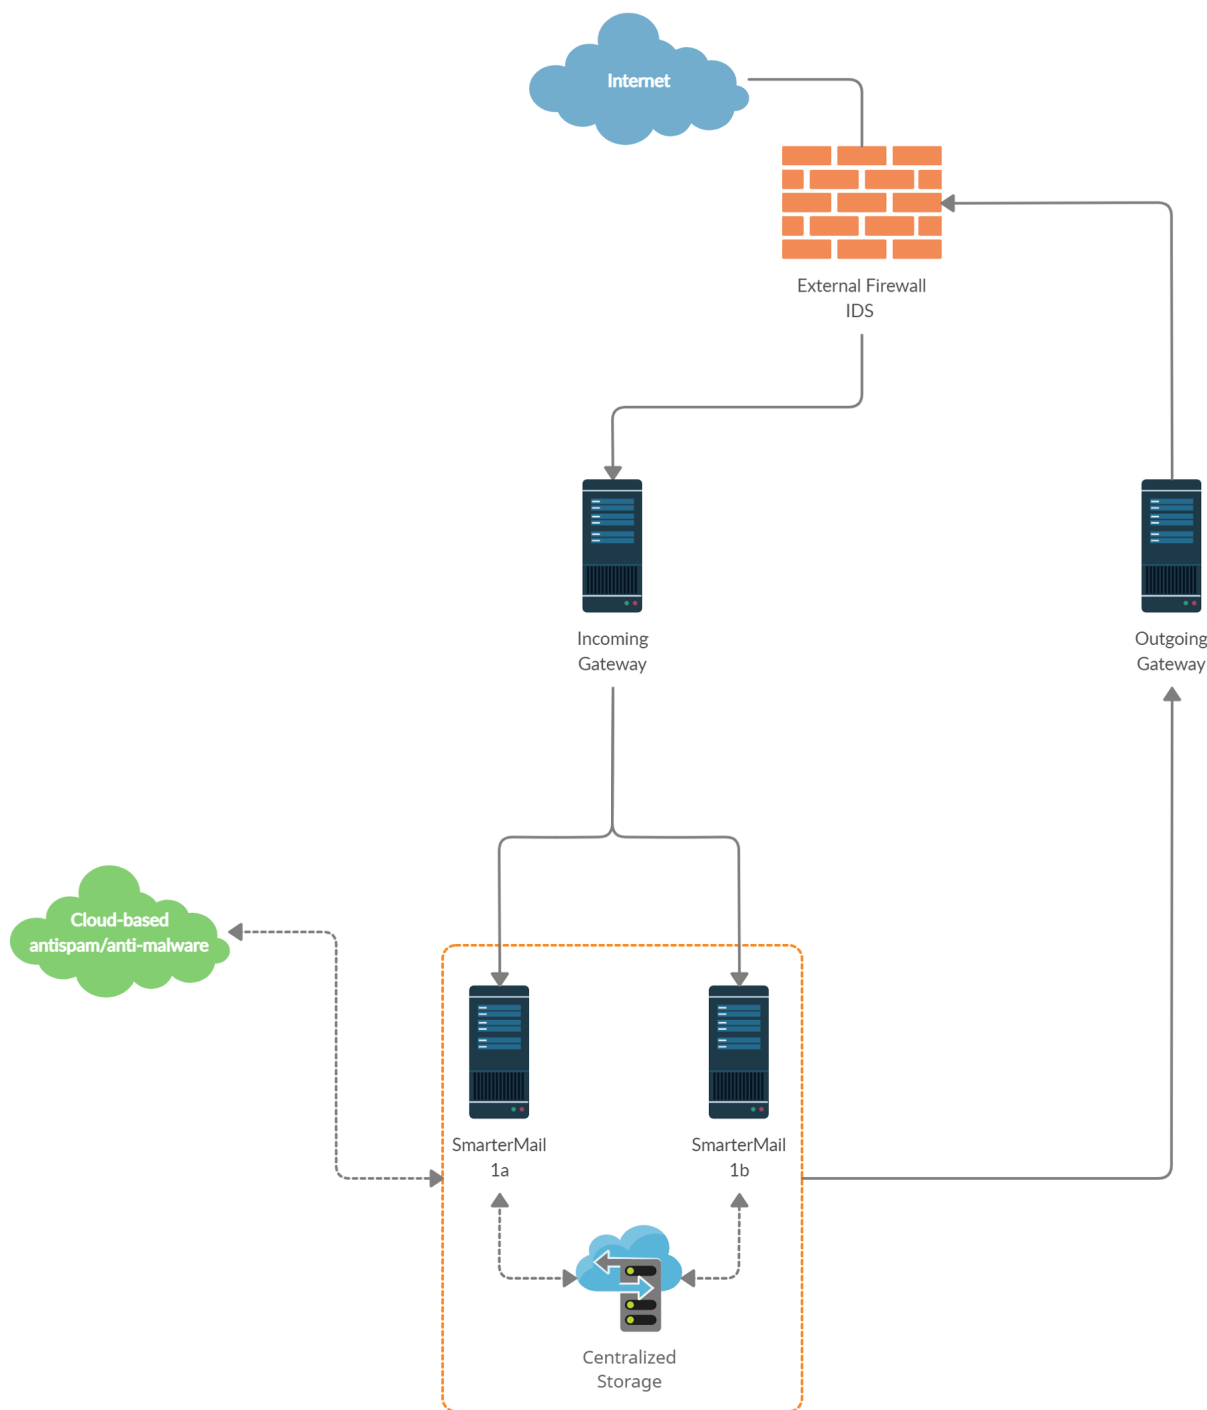 Internet
External Firewall
IDS
Incoming
Gateway
Outgoing
Gateway
Cloud-based
antispam/anti-malware
SmarterMail
1a
SmarterMail
1b
Centralized
Storage